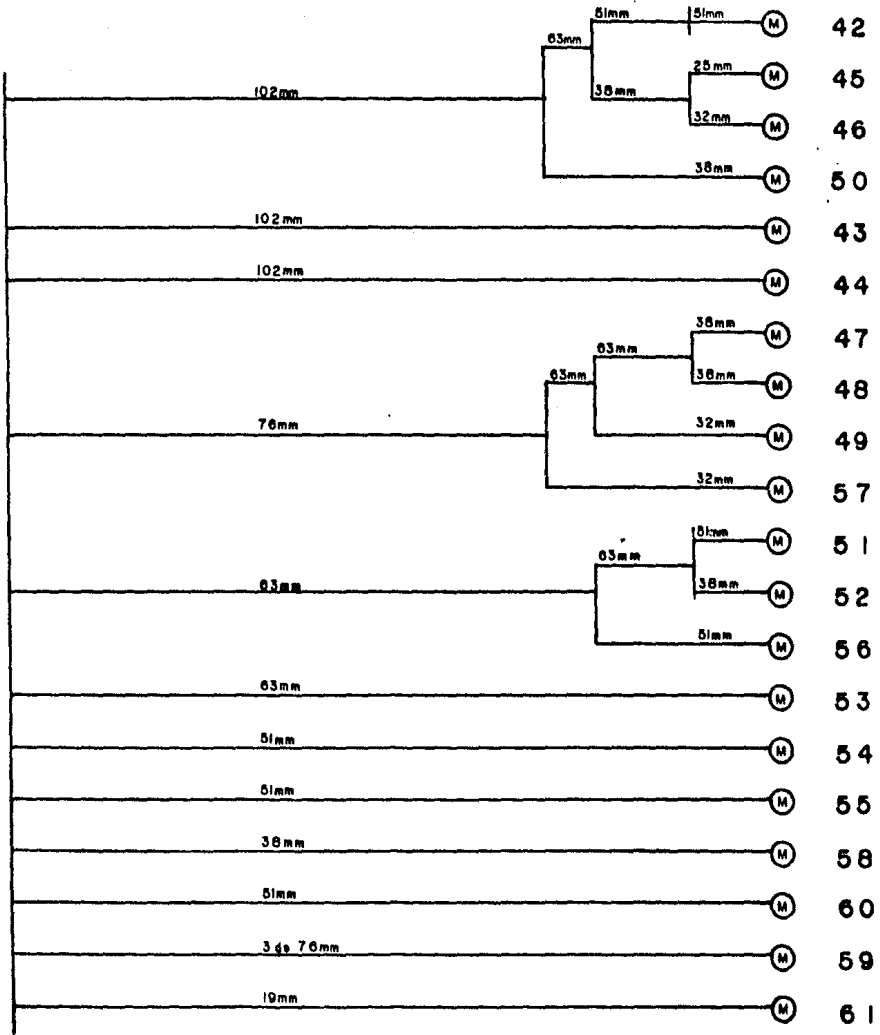 51mm 51mm M 42
63mm
25mm M 45
102mm 38mm
32mm M 46
38mm M 50
102mm M 43
102mm M 44
38mm M 47
63mm
63mm 38mm M 48
76mm 32mm M 49
32mm M 57
51mm M 51
63mm
63mm 38mm M 52
51mm M 56
63mm M 53
51mm M 54
51mm M 55
38mm M 58
51mm M 60
3 de 76mm M 59
19mm M 61